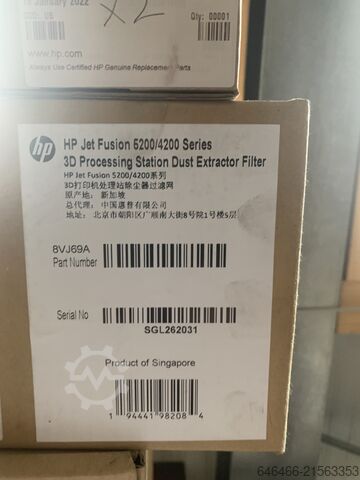 January 2022
X2
COO: US
Qty: 00001
www.hp.com
Always Use Certified HP Genuine Replacement Parts
hp
HP Jet Fusion 5200/4200 Series
3D Processing Station Dust Extractor Filter
HP Jet Fusion 5200/4200系列
3D打印机处理站除尘器过滤网
原产地: 新加坡
总代理: 中国惠普有限公司
地址: 北京市朝阳区广顺南大街8号院1号楼5层
8VJ69A
Part Number
Serial No
SGL262031
Product of Singapore
1 94441 98208 4
646466-21563353